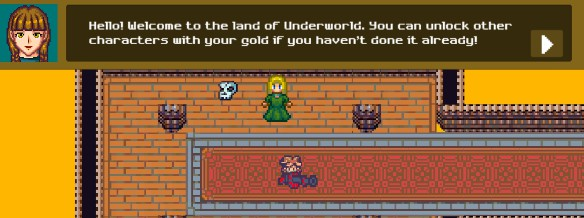 Hello! Welcome to the land of Underworld. You can unlock other
characters with your gold if you haven't done it already!